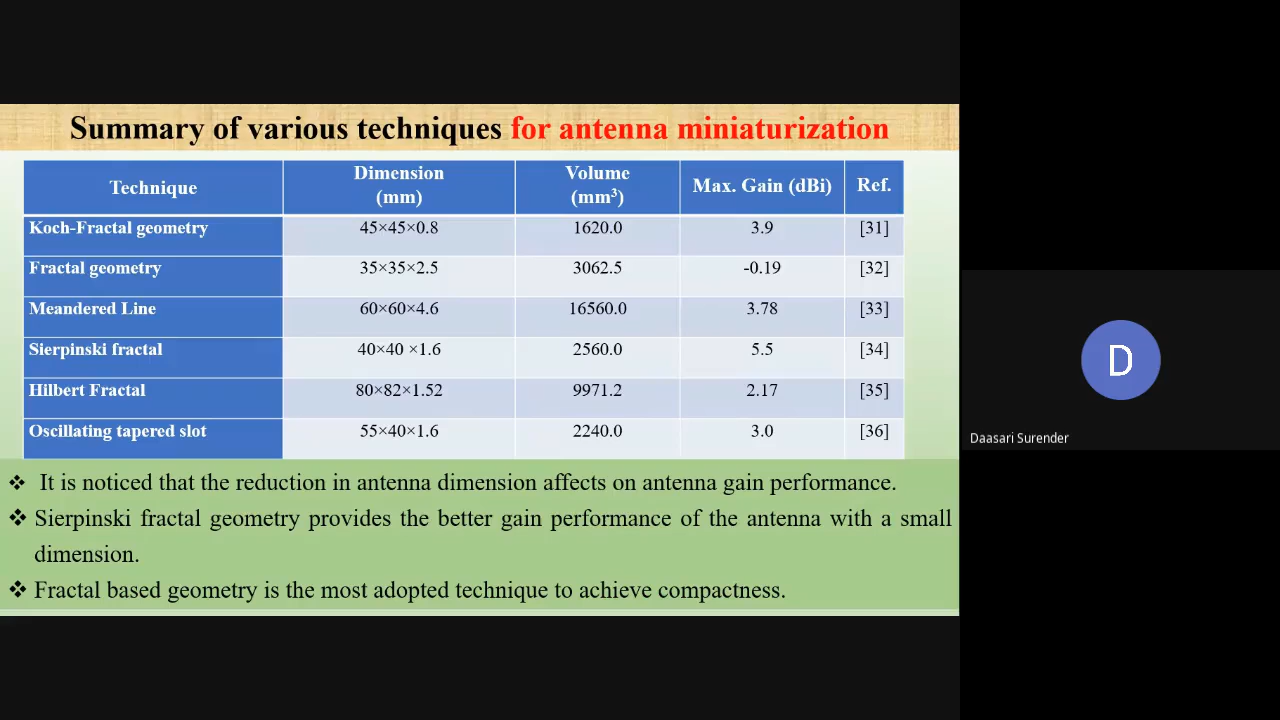 Summary of various techniques for antenna miniaturization
Technique Dimension (mm) Volume (mm³) Max. Gain (dBi) Ref.
Koch-Fractal geometry 45×45×0.8 1620.0 3.9 [31]
Fractal geometry 35×35×2.5 3062.5 -0.19 [32]
Meandered Line 60×60×4.6 16560.0 3.78 [33]
Sierpinski fractal 40×40 ×1.6 2560.0 5.5 [34]
Hilbert Fractal 80×82×1.52 9971.2 2.17 [35]
Oscillating tapered slot 55×40×1.6 2240.0 3.0 [36]
❖ It is noticed that the reduction in antenna dimension affects on antenna gain performance.
❖ Sierpinski fractal geometry provides the better gain performance of the antenna with a small
dimension.
❖ Fractal based geometry is the most adopted technique to achieve compactness.
D
Daasari Surender